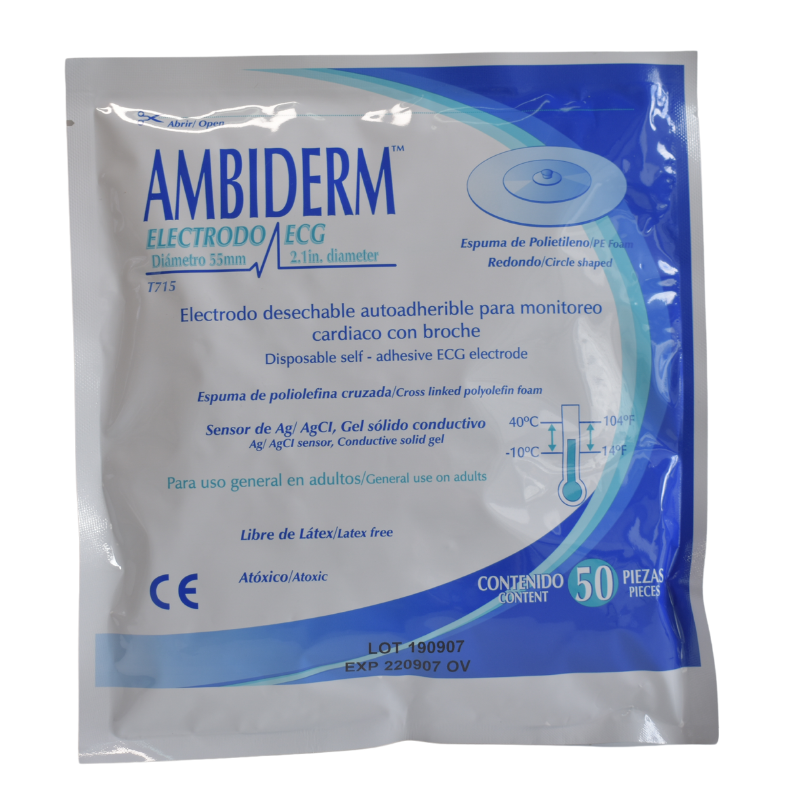 Abrir/ Open
AMBIDERM™
ELECTRODO ECG
Diámetro 55mm 2.1in. diameter
T715
Espuma de Polietileno/PE Foam
Redondo/Circle shaped
Electrodo desechable autoadherible para monitoreo
cardiaco con broche
Disposable self - adhesive ECG electrode
Espuma de poliolefina cruzada/Cross linked polyolefin foam
Sensor de Ag/ AgCI, Gel sólido conductivo
Ag/ AgCI sensor, Conductive solid gel
40ºC 104ºF
-10ºC 14ºF
Para uso general en adultos/General use on adults
Libre de Látex/Latex free
Atóxico/Atoxic
CE
CONTENIDO 50 PIEZAS
CONTENT PIECES
LOT 190907
EXP 220907 OV